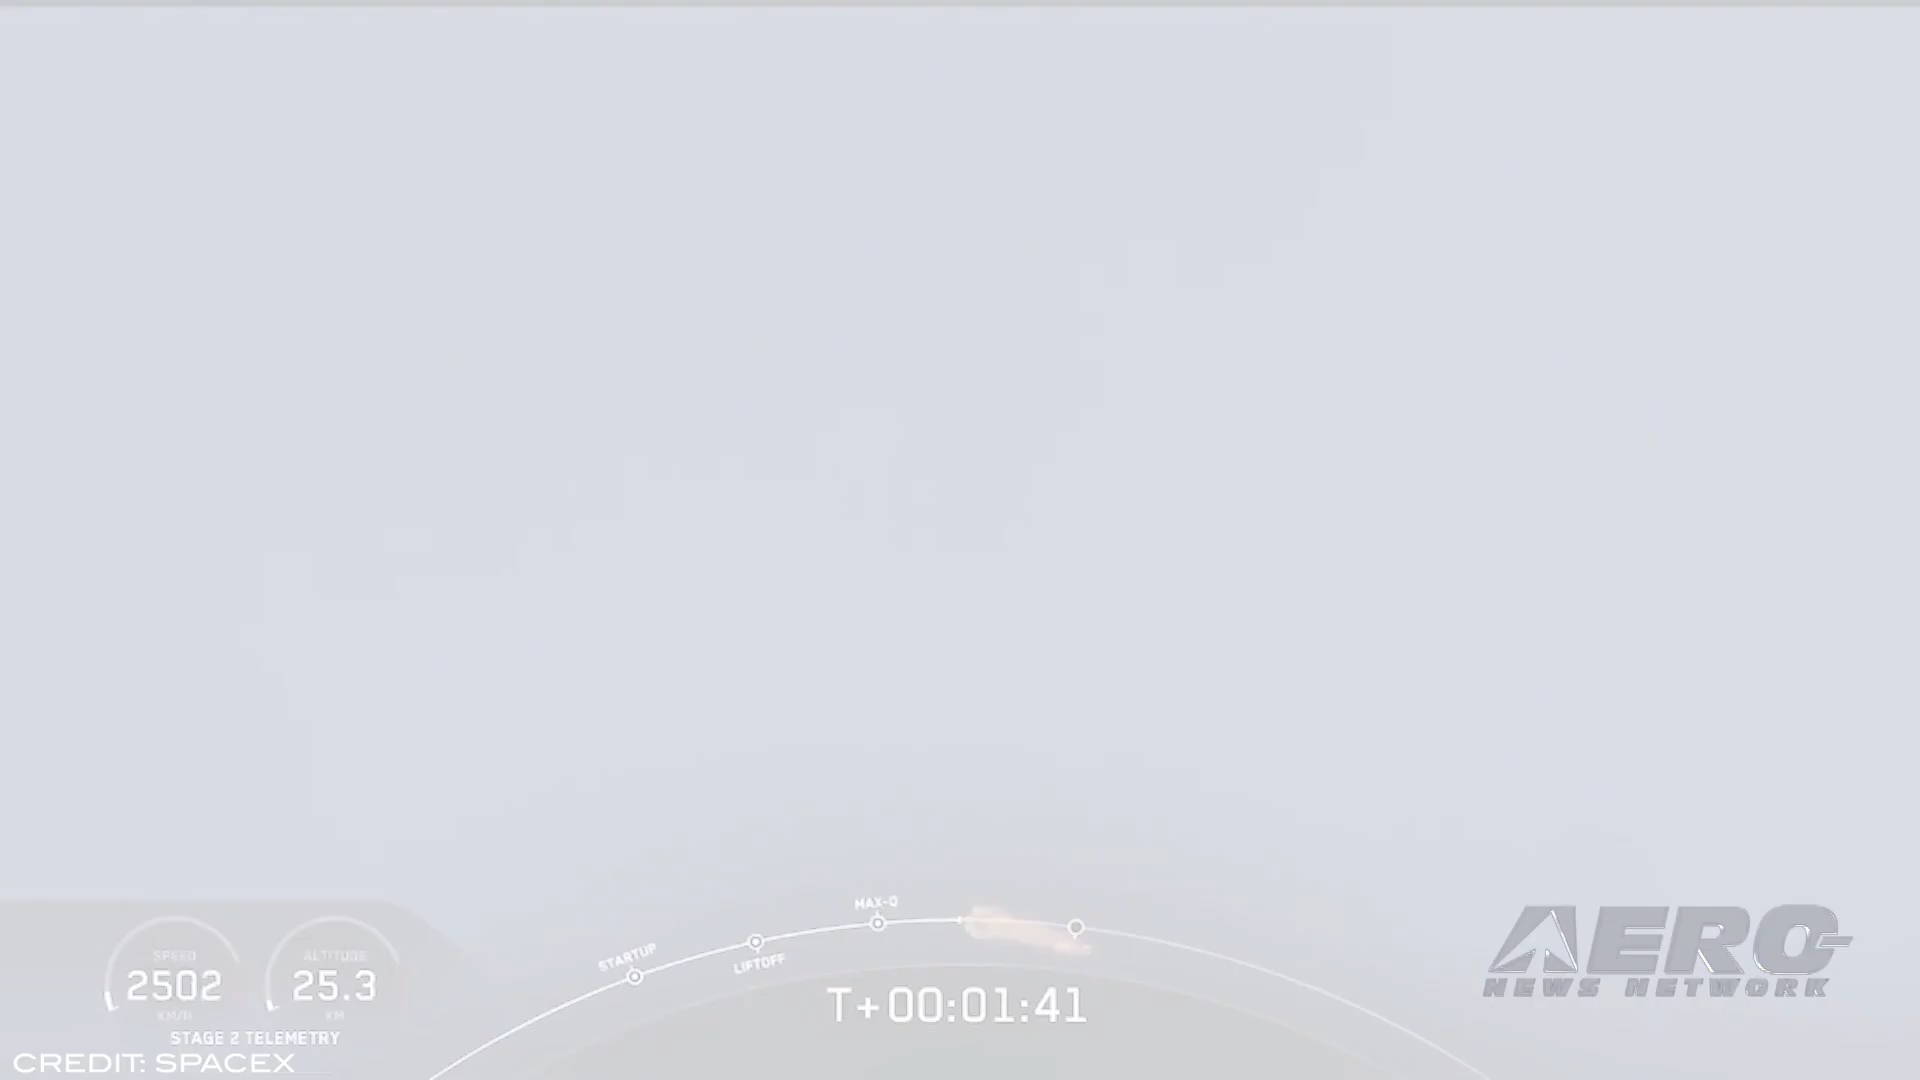 MAX-Q
STARTUP
LIFTOFF
SPEED
2502
KM/H
ALTITUDE
25.3
KM
STAGE 2 TELEMETRY
T+00:01:41
AERO-
NEWS NETWORK
CREDIT: SPACEX